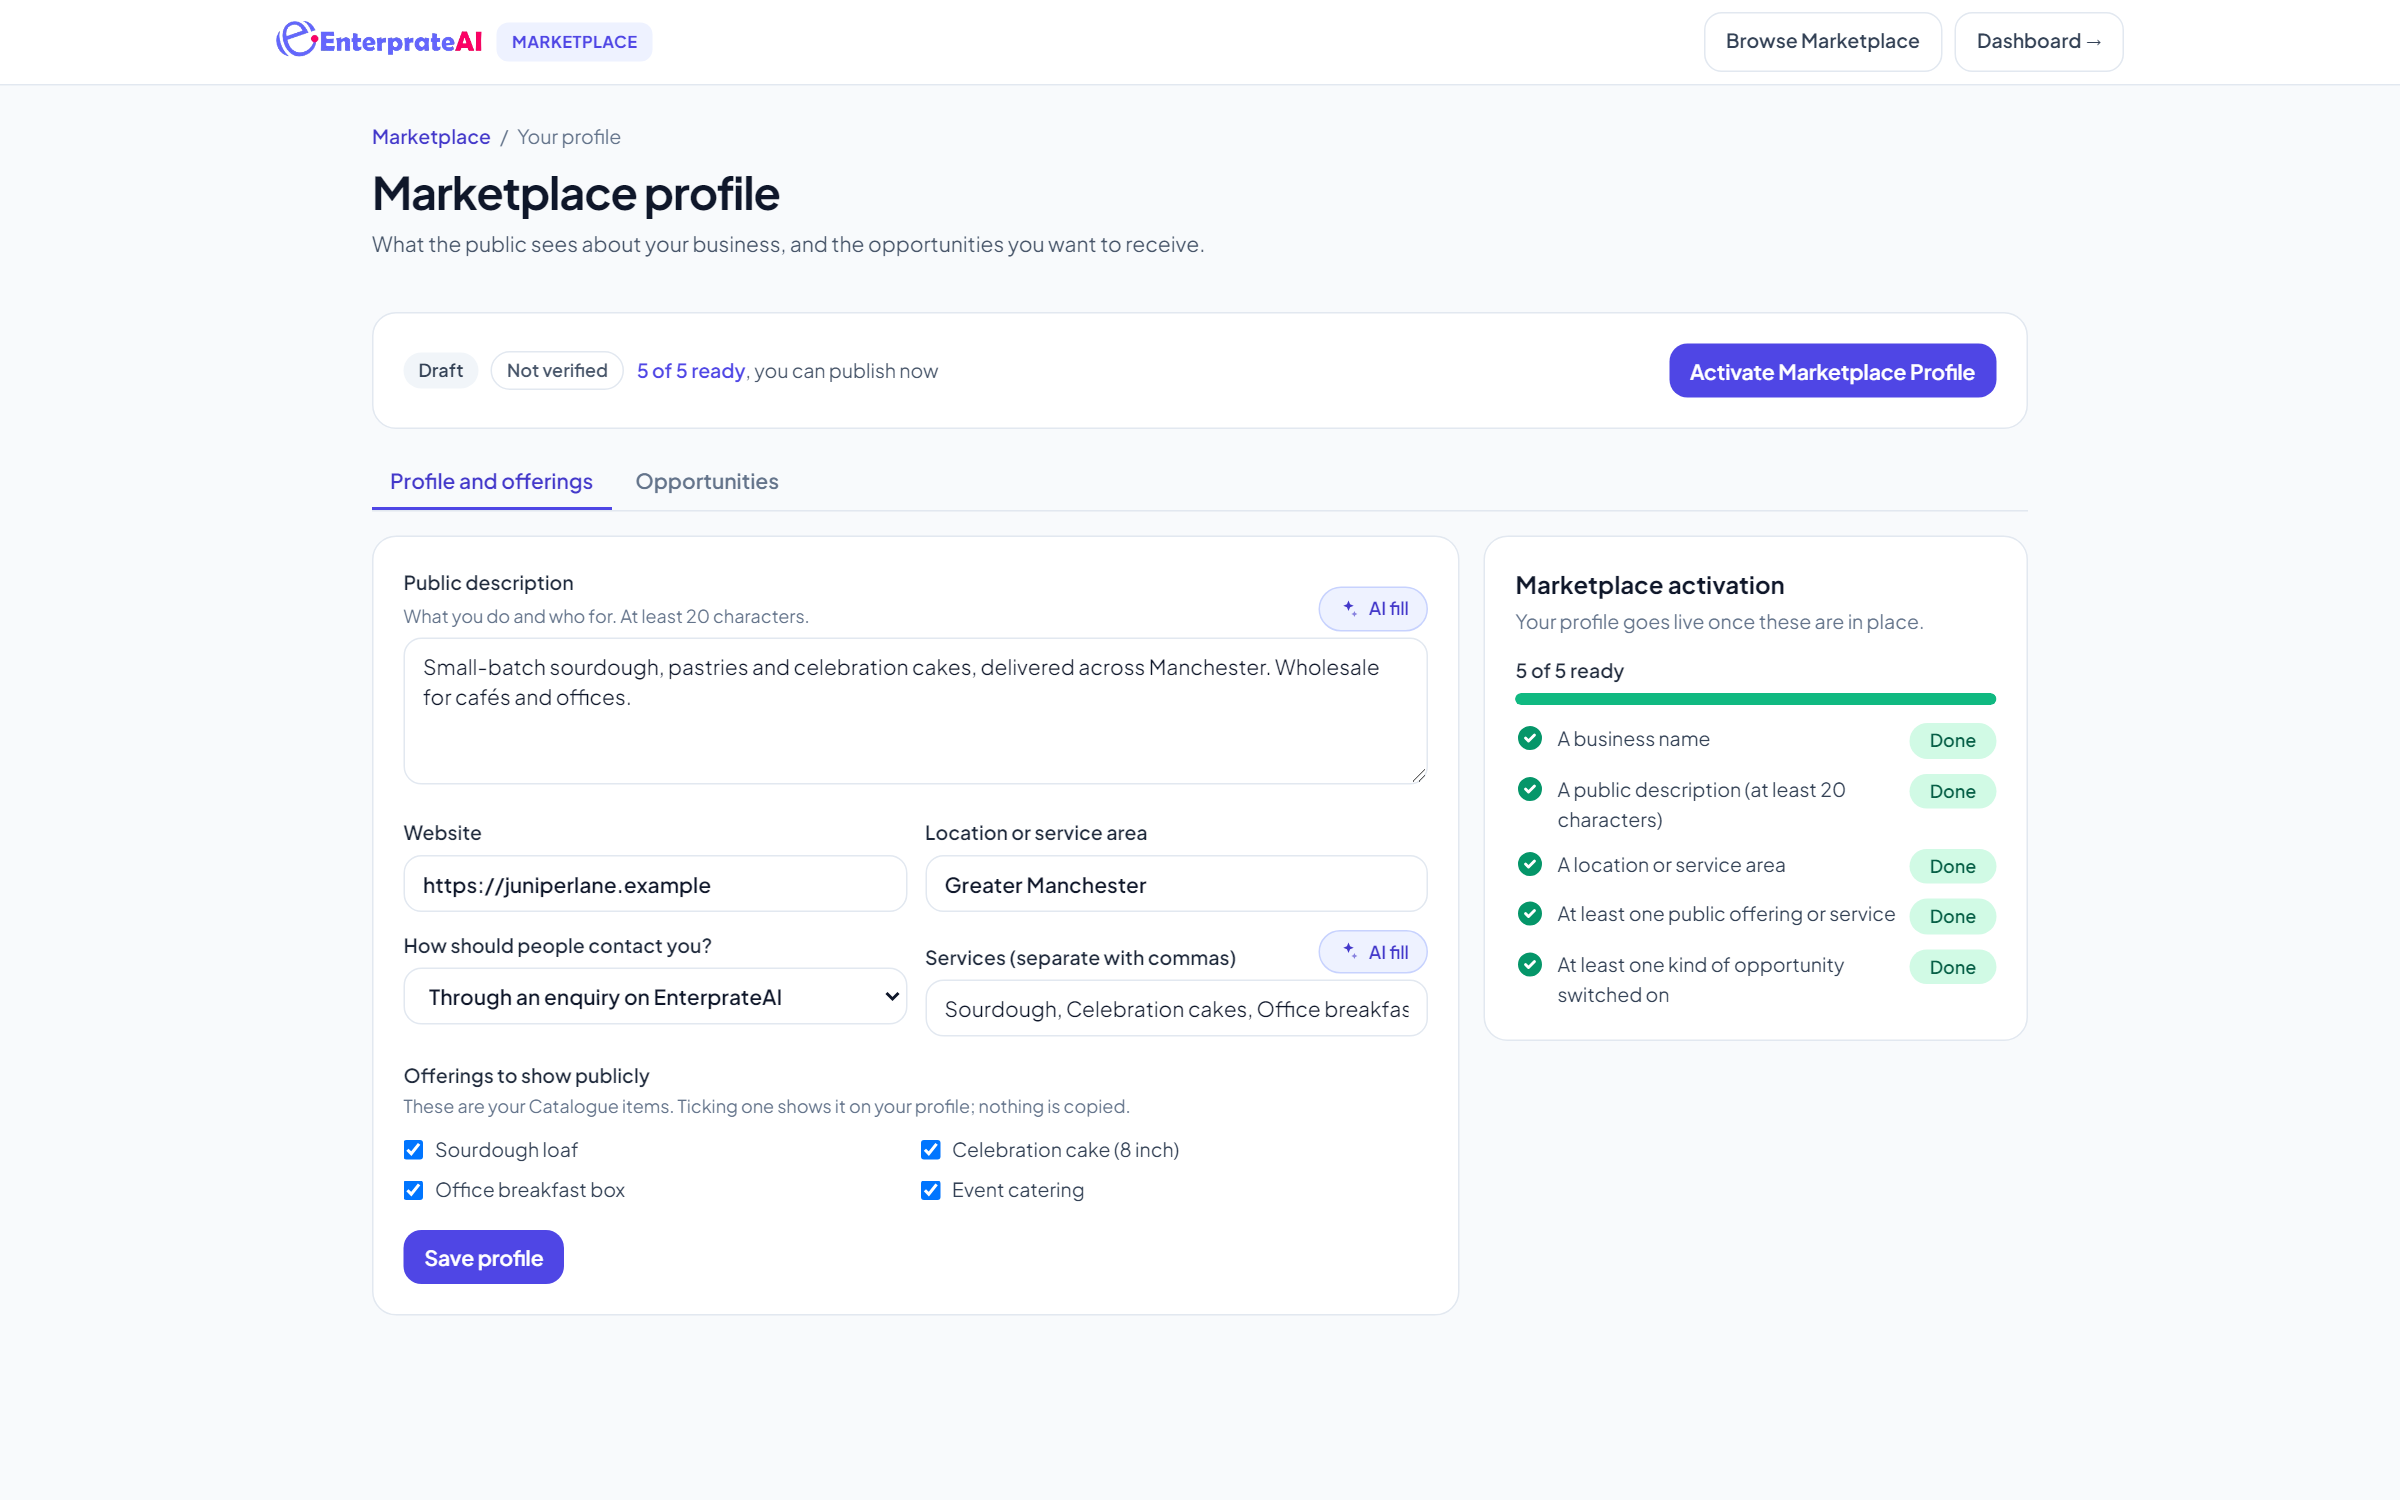 EnterprateAI MARKETPLACE Browse Marketplace Dashboard →
Marketplace / Your profile
Marketplace profile
What the public sees about your business, and the opportunities you want to receive.
Draft Not verified 5 of 5 ready, you can publish now Activate Marketplace Profile
Profile and offerings Opportunities
Public description
What you do and who for. At least 20 characters.
AI fill
Small-batch sourdough, pastries and celebration cakes, delivered across Manchester. Wholesale
for cafés and offices.
Website
https://juniperlane.example
Location or service area
Greater Manchester
How should people contact you?
Through an enquiry on EnterprateAI
Services (separate with commas)
AI fill
Sourdough, Celebration cakes, Office breakfas
Offerings to show publicly
These are your Catalogue items. Ticking one shows it on your profile; nothing is copied.
Sourdough loaf
Celebration cake (8 inch)
Office breakfast box
Event catering
Save profile
Marketplace activation
Your profile goes live once these are in place.
5 of 5 ready
A business name Done
A public description (at least 20 Done
characters)
A location or service area Done
At least one public offering or service Done
At least one kind of opportunity Done
switched on